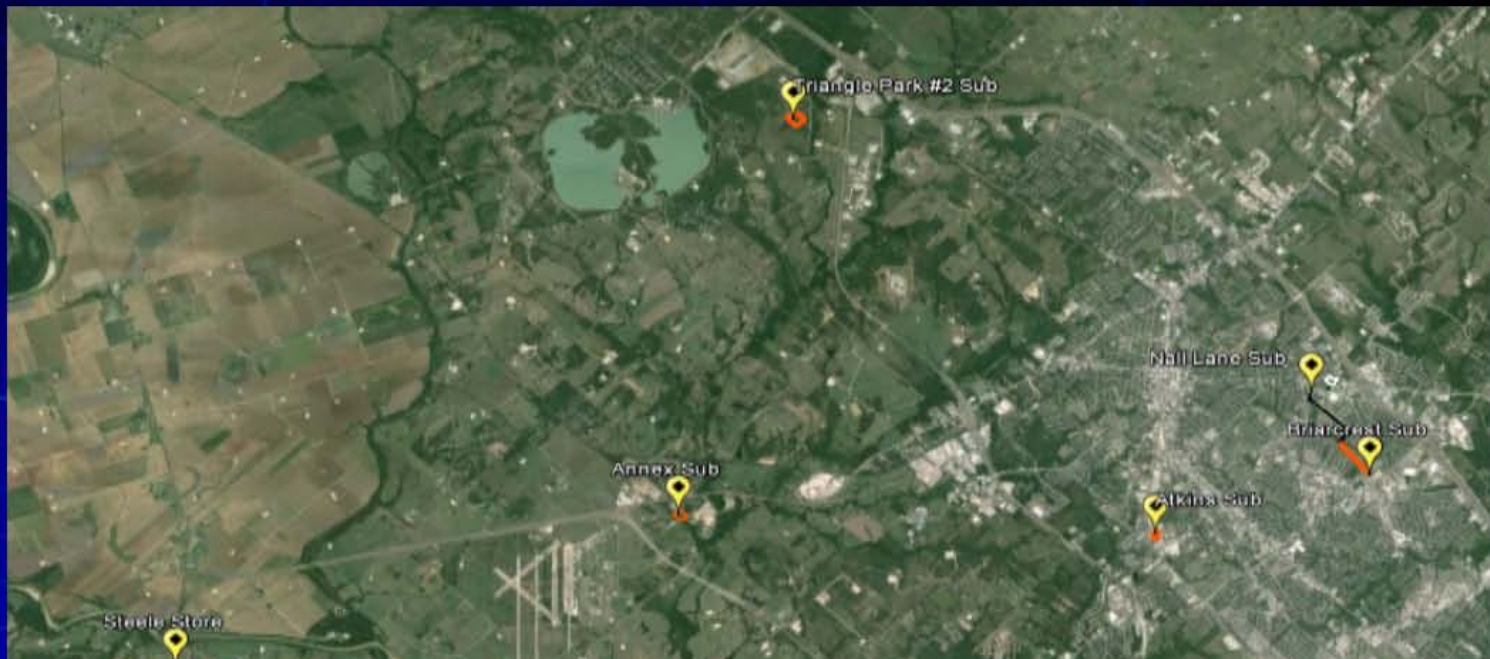 Triangle Park #2 Sub
Nall Lane Sub
Briarcrest Sub
Annex Sub
Atkins Sub
Steele Store